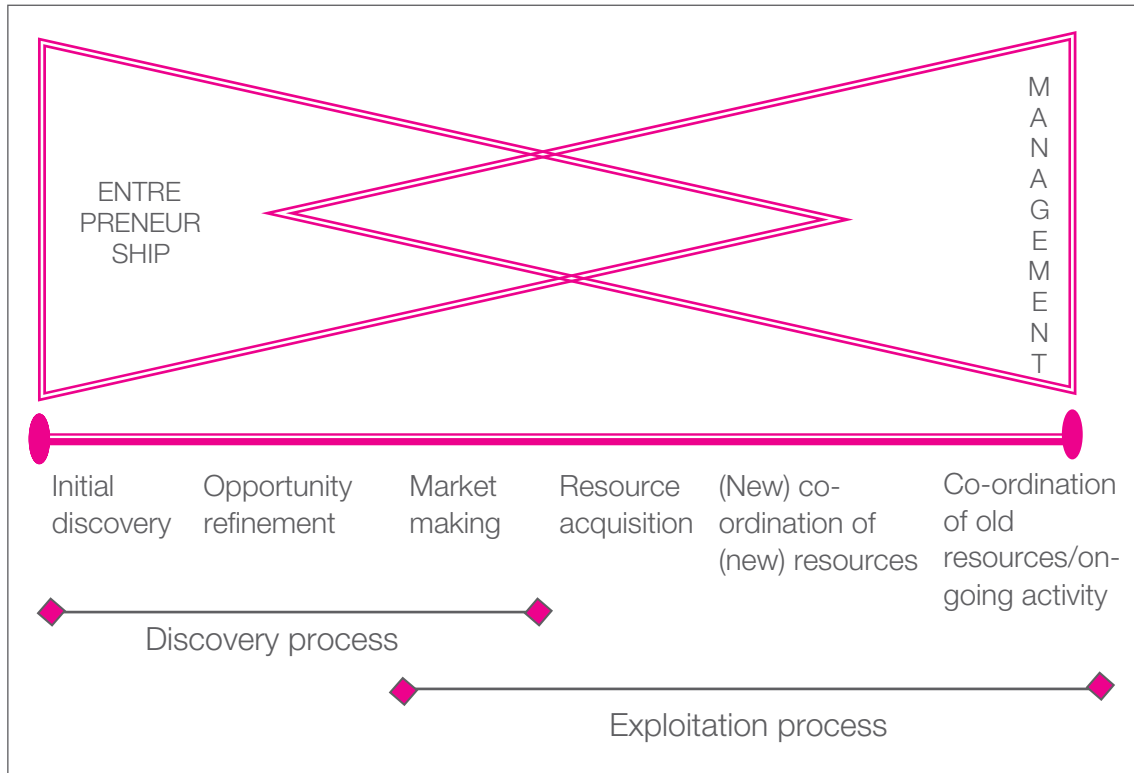 ENTRE
PRENEUR
SHIP
MANAGEMENT
Initial
discovery
Opportunity
refinement
Market
making
Resource
acquisition
(New) co-
ordination of
(new) resources
Co-ordination
of old
resources/on-
going activity
Discovery process
Exploitation process